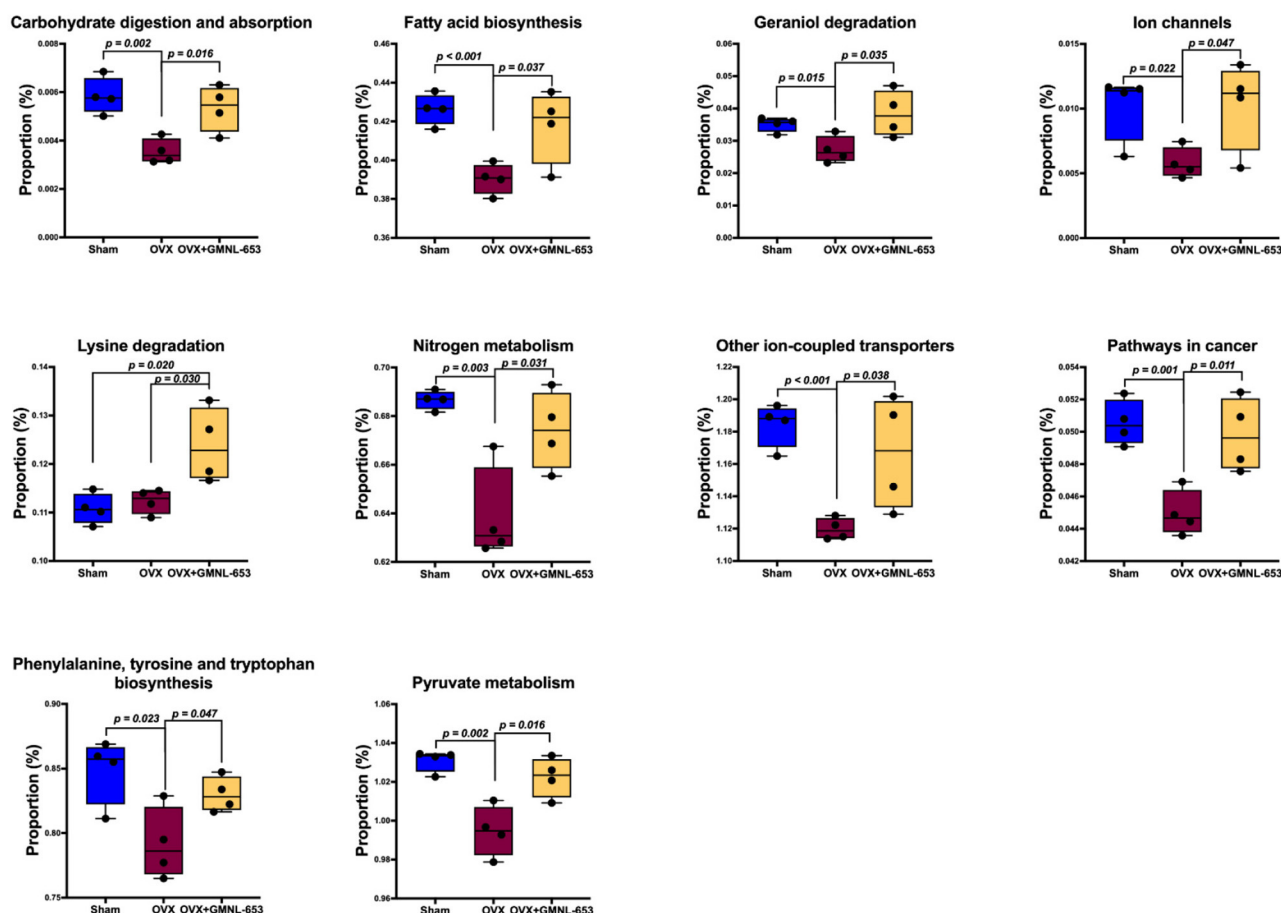 Carbohydrate digestion and absorption
Proportion (%)
0.008
0.006
0.004
0.002
0.000
p = 0.002
p = 0.016
Sham OVX OVX+GMNL-653
Fatty acid biosynthesis
Proportion (%)
0.46
0.44
0.42
0.40
0.38
0.36
p < 0.001
p = 0.037
Sham OVX OVX+GMNL-653
Geraniol degradation
Proportion (%)
0.06
0.05
0.04
0.03
0.02
0.01
0.00
p = 0.015
p = 0.035
Sham OVX OVX+GMNL-653
Ion channels
Proportion (%)
0.015
0.010
0.005
0.000
p = 0.022
p = 0.047
Sham OVX OVX+GMNL-653
Lysine degradation
Proportion (%)
0.14
0.13
0.12
0.11
0.10
p = 0.020
p = 0.030
Sham OVX OVX+GMNL-653
Nitrogen metabolism
Proportion (%)
0.70
0.68
0.66
0.64
0.62
p = 0.003
p = 0.031
Sham OVX OVX+GMNL-653
Other ion-coupled transporters
Proportion (%)
1.22
1.20
1.18
1.16
1.14
1.12
1.10
p < 0.001
p = 0.038
Sham OVX OVX+GMNL-653
Pathways in cancer
Proportion (%)
0.054
0.052
0.050
0.048
0.046
0.044
0.042
p = 0.001
p = 0.011
Sham OVX OVX+GMNL-653
Phenylalanine, tyrosine and tryptophan
biosynthesis
Proportion (%)
0.90
0.85
0.80
0.75
p = 0.023
p = 0.047
Sham OVX OVX+GMNL-653
Pyruvate metabolism
Proportion (%)
1.06
1.04
1.02
1.00
0.98
0.96
p = 0.002
p = 0.016
Sham OVX OVX+GMNL-653